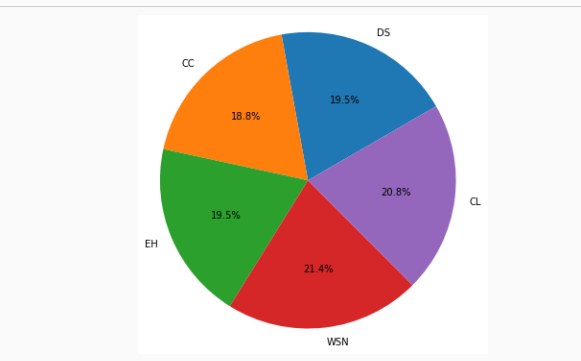 DS
CC
19.5%
18.8%
20.8%
CL
19.5%
EH
21.4%
WSN